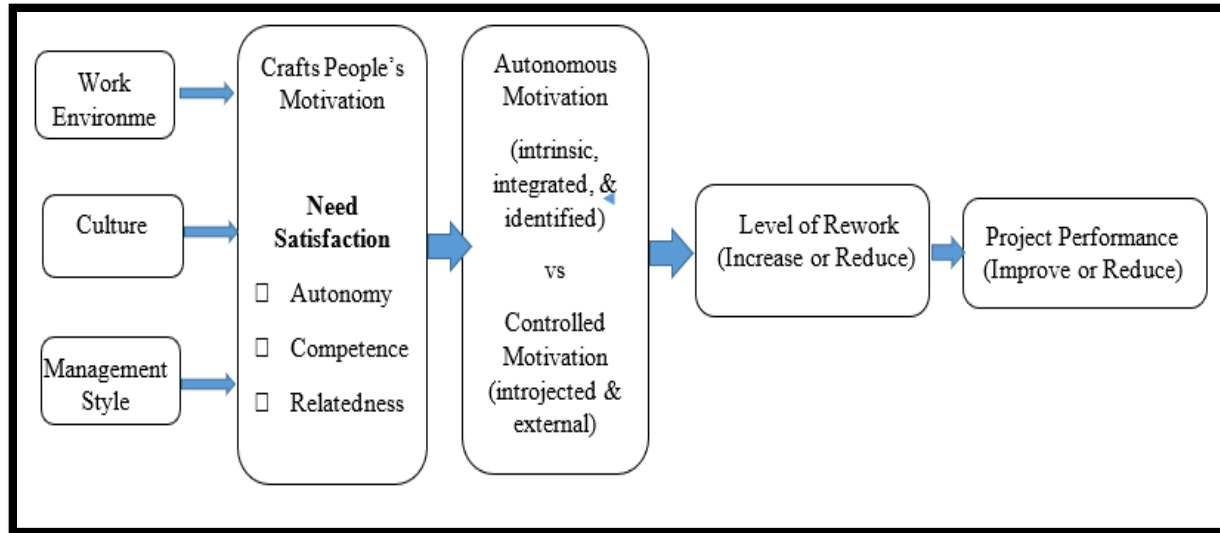 Work
Environme
Culture
Management
Style
Crafts People's
Motivation
Need
Satisfaction
Autonomy
Competence
Relatedness
Autonomous
Motivation
(intrinsic,
integrated, &
identified)
vs
Controlled
Motivation
(introjected &
external)
Level of Rework
(Increase or Reduce)
Project Performance
(Improve or Reduce)